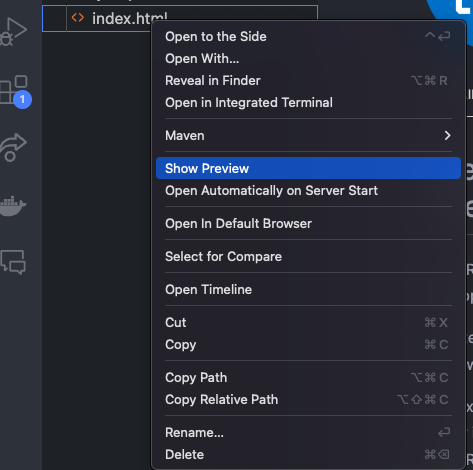 <> index.html
Open to the Side ⌃⏎
Open With...
Reveal in Finder ⌥⌘R
Open in Integrated Terminal
Maven
Show Preview
Open Automatically on Server Start
Open In Default Browser
Select for Compare
Open Timeline
Cut ⌘X
Copy ⌘C
Copy Path ⌥⌘C
Copy Relative Path ⌥⇧⌘C
Rename... ⏎
Delete ⌘⌫
1